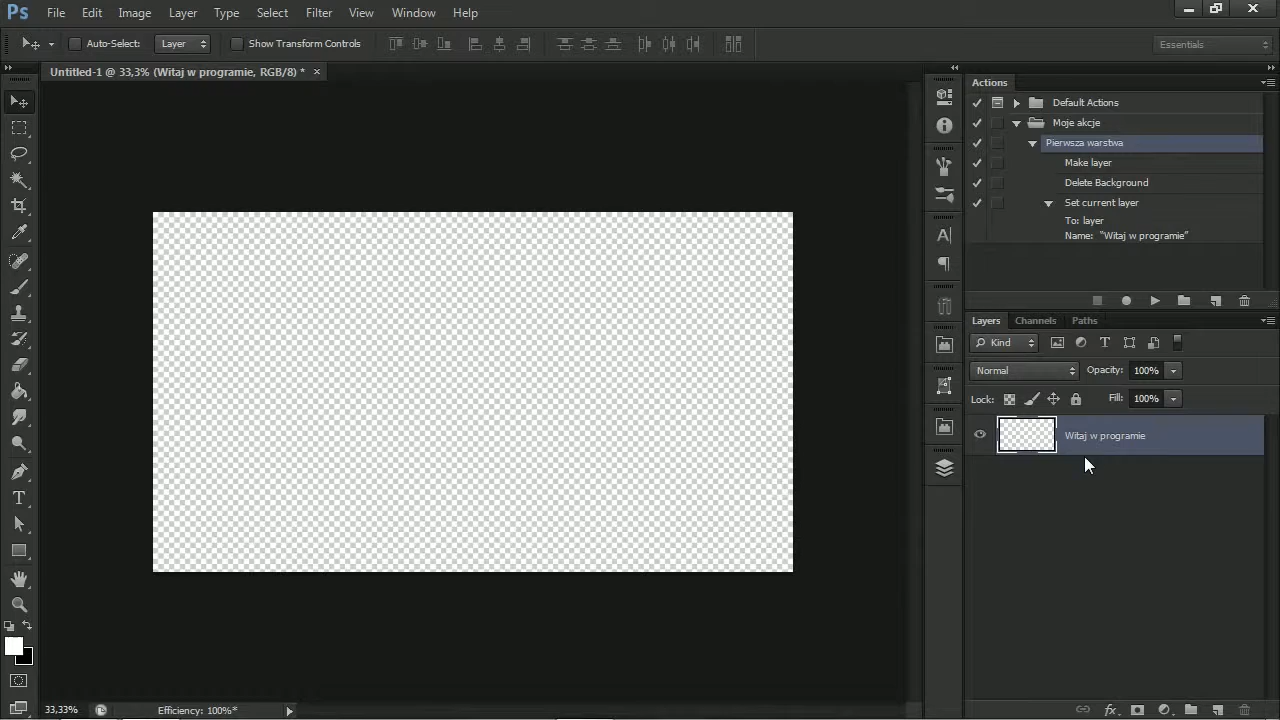 Ps File Edit Image Layer Type Select Filter View Window Help
Auto-Select: Layer Show Transform Controls Essentials
Untitled-1 @ 33,3% (Witaj w programie, RGB/8) * ×
Actions
Default Actions
Moje akcje
Pierwsza warstwa
Make layer
Delete Background
Set current layer
To: layer
Name: "Witaj w programie"
Layers Channels Paths
Kind
Normal Opacity: 100%
Lock: Fill: 100%
Witaj w programie
33,33% Efficiency: 100%*